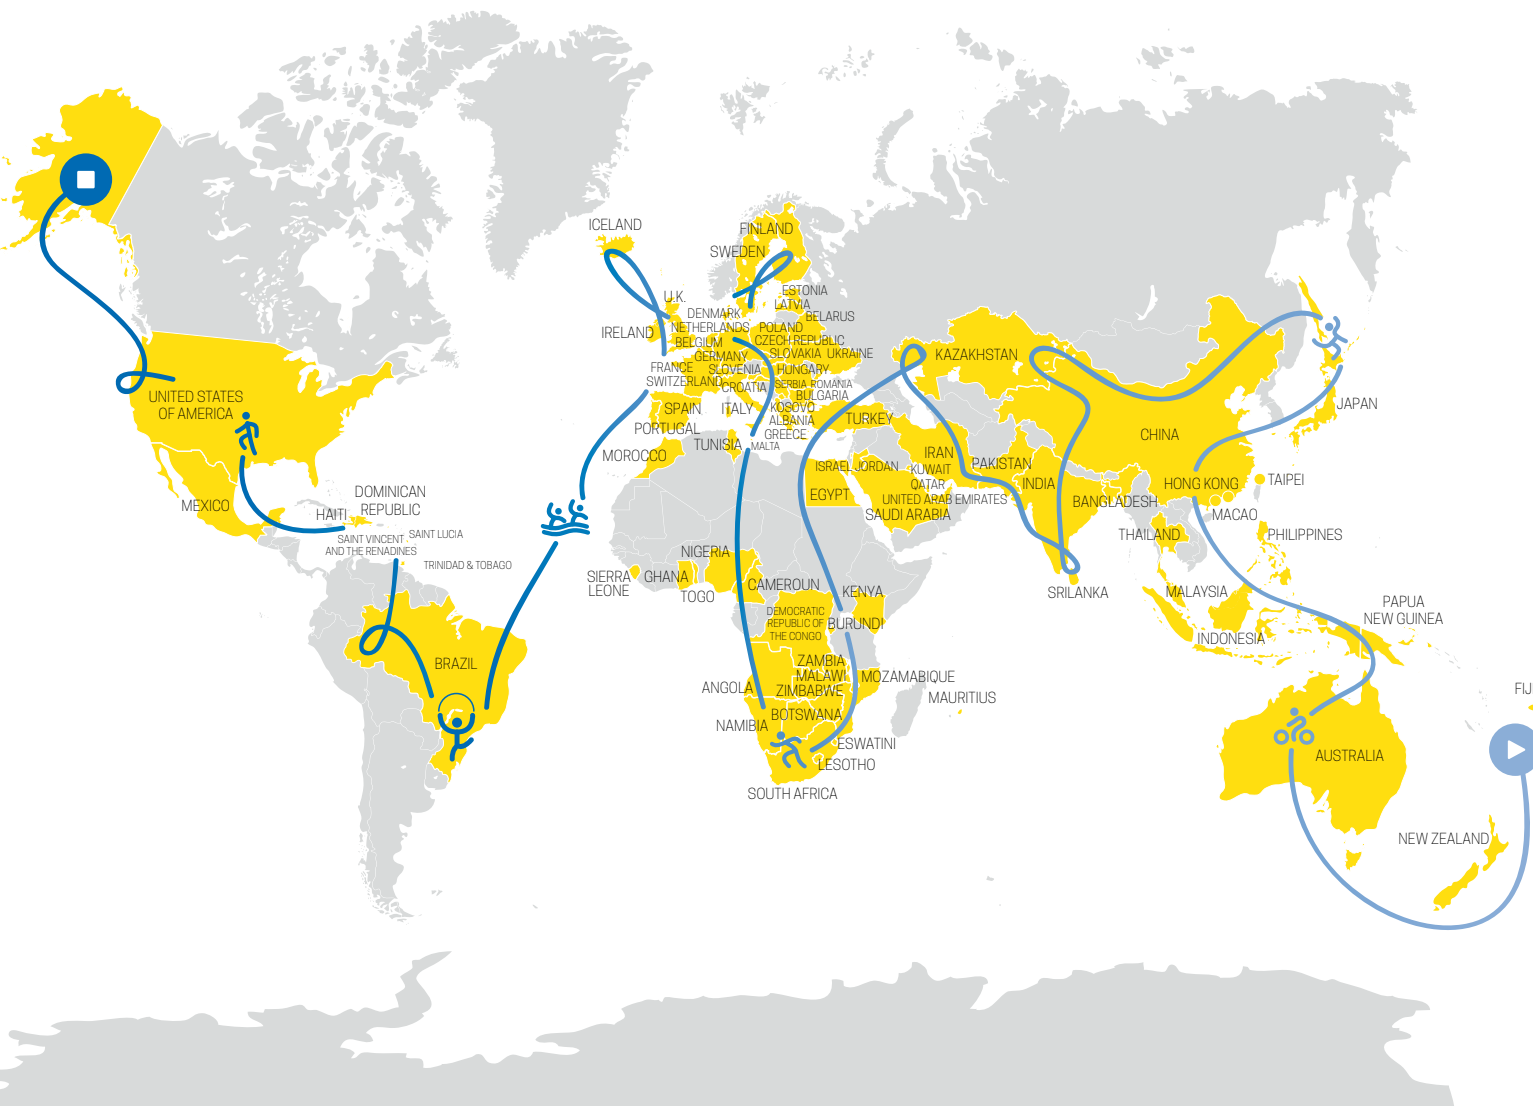 ICELAND
FINLAND
SWEDEN
U.K.
ESTONIA
LATVIA
DENMARK
BELARUS
IRELAND
NETHERLANDS
POLAND
BELGIUM
CZECH REPUBLIC
GERMANY
SLOVAKIA
UKRAINE
FRANCE
SLOVENIA
HUNGARY
SWITZERLAND
CROATIA
SERBIA
ROMANIA
BULGARIA
SPAIN
ITALY
KOSOVO
PORTUGAL
ALBANIA
GREECE
TURKEY
TUNISIA
MALTA
MOROCCO
KAZAKHSTAN
UNITED STATES
OF AMERICA
MEXICO
DOMINICAN
REPUBLIC
HAITI
SAINT LUCIA
SAINT VINCENT
AND THE RENADINES
TRINIDAD & TOBAGO
BRAZIL
ISRAEL
JORDAN
IRAN
KUWAIT
QATAR
PAKISTAN
EGYPT
UNITED ARAB EMIRATES
SAUDI ARABIA
INDIA
BANGLADESH
CHINA
JAPAN
HONG KONG
TAIPEI
MACAO
THAILAND
PHILIPPINES
SRILANKA
MALAYSIA
INDONESIA
PAPUA
NEW GUINEA
NIGERIA
SIERRA
LEONE
GHANA
TOGO
CAMEROUN
KENYA
DEMOCRATIC
REPUBLIC OF
THE CONGO
BURUNDI
ZAMBIA
MALAWI
ZIMBABWE
MOZAMBIQUE
ANGOLA
MAURITIUS
NAMIBIA
BOTSWANA
ESWATINI
LESOTHO
SOUTH AFRICA
AUSTRALIA
NEW ZEALAND